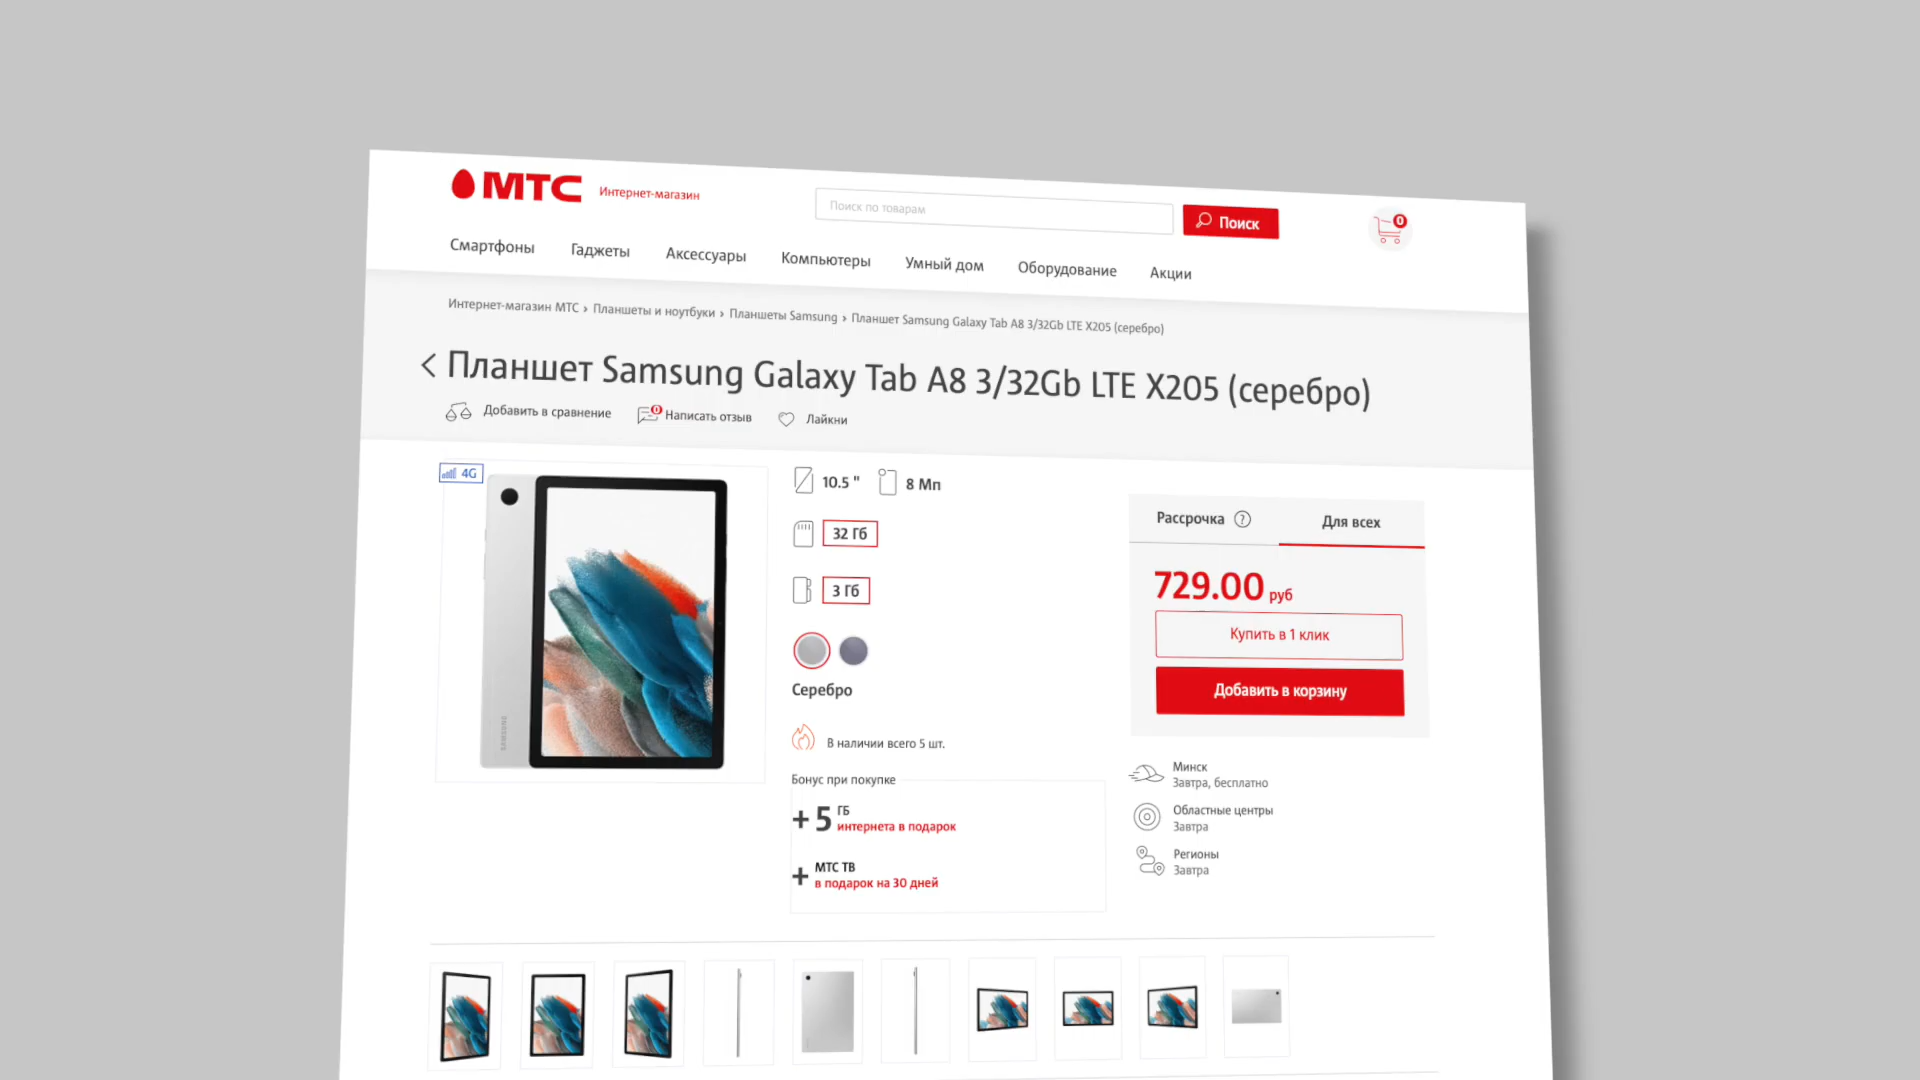 МТС Интернет-магазин
Поиск по товарам
Поиск
0
Смартфоны Гаджеты Аксессуары Компьютеры Умный дом Оборудование Акции
Интернет-магазин МТС › Планшеты и ноутбуки › Планшеты Samsung › Планшет Samsung Galaxy Tab A8 3/32Gb LTE X205 (серебро)
Планшет Samsung Galaxy Tab A8 3/32Gb LTE X205 (серебро)
Добавить в сравнение 0 Написать отзыв Лайкни
4G
SAMSUNG
10.5 " 8 Мп
32 Гб
3 Гб
Серебро
В наличии всего 5 шт.
Бонус при покупке
+ 5 ГБ
интернета в подарок
+ МТС ТВ
в подарок на 30 дней
Рассрочка ? Для всех
729.00 руб
Купить в 1 клик
Добавить в корзину
Минск
Завтра, бесплатно
Областные центры
Завтра
Регионы
Завтра